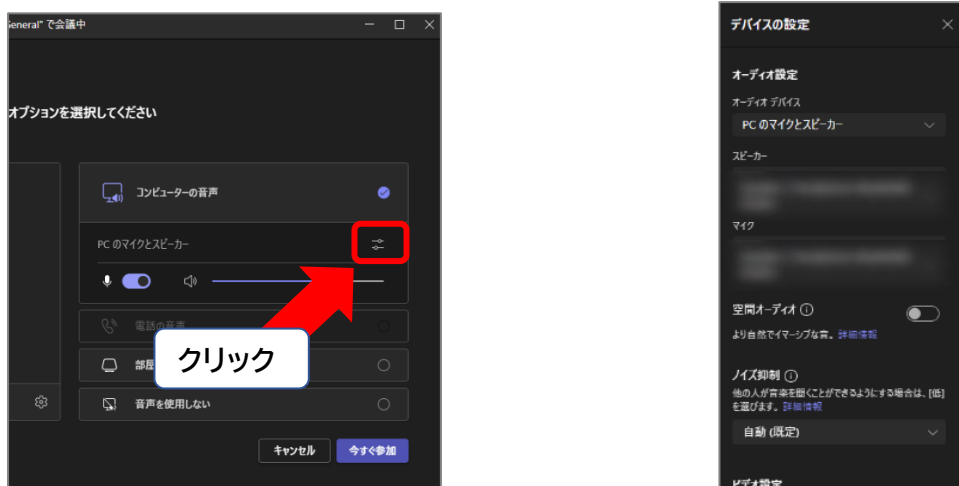 General" で会議中
オプションを選択してください
コンピューターの音声
PC のマイクとスピーカー
電話の音声
部屋
クリック
音声を使用しない
キャンセル
今すぐ参加
デバイスの設定
オーディオ設定
オーディオ デバイス
PC のマイクとスピーカー
スピーカー
マイク
空間オーディオ
より自然でイマーシブな音。詳細情報
ノイズ抑制
他の人が音楽を聞くことができるようにする場合は、[低]
を選びます。詳細情報
自動 (既定)
ビデオ設定